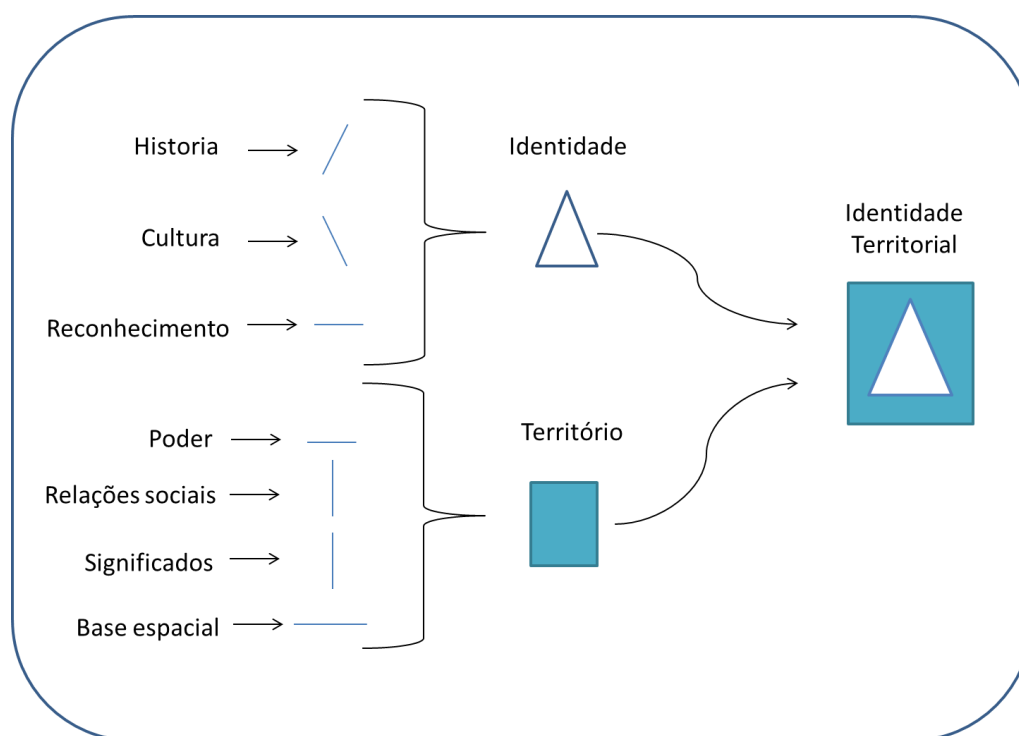 Historia
Cultura
Reconhecimento
Poder
Relações sociais
Significados
Base espacial
Identidade
Território
Identidade
Territorial